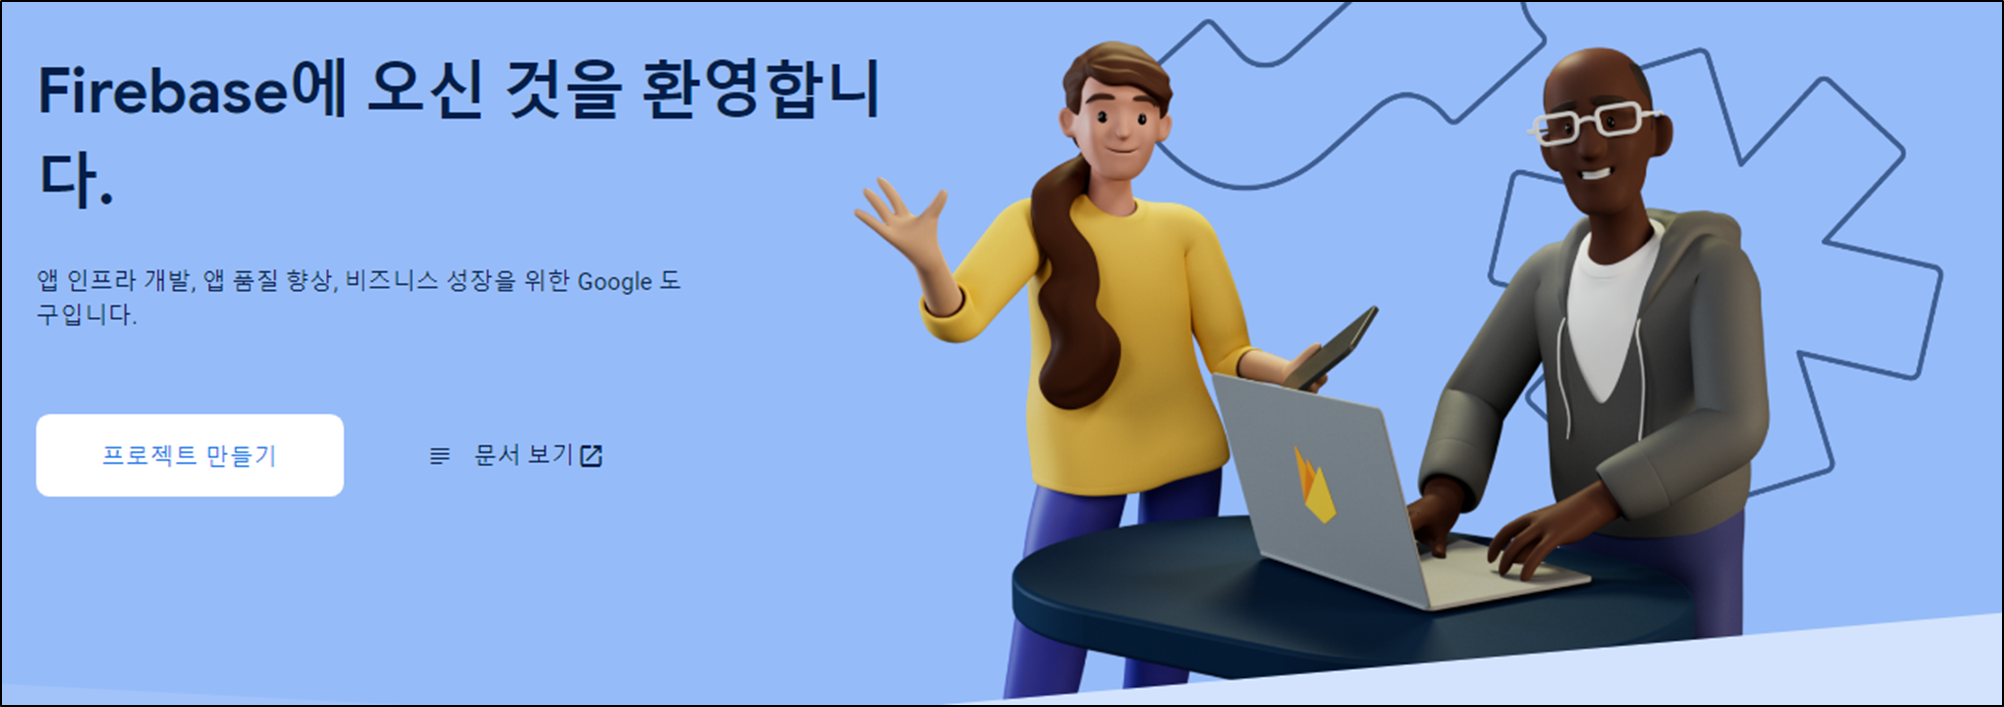 Firebase에 오신 것을 환영합니
다.
앱 인프라 개발, 앱 품질 향상, 비즈니스 성장을 위한 Google 도
구입니다.
프로젝트 만들기
문서 보기